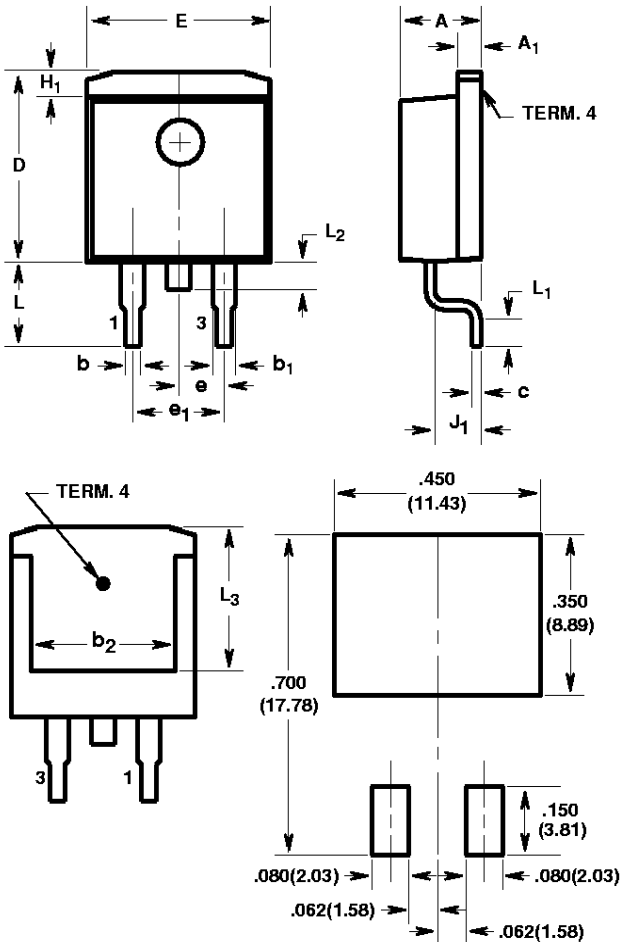 E
A
A1
H1
TERM. 4
D
L2
L
L1
1
3
b
b1
e
c
e1
J1
TERM. 4
.450
(11.43)
L3
b2
.350
(8.89)
.700
(17.78)
3
1
.150
(3.81)
.080(2.03)
.080(2.03)
.062(1.58)
.062(1.58)